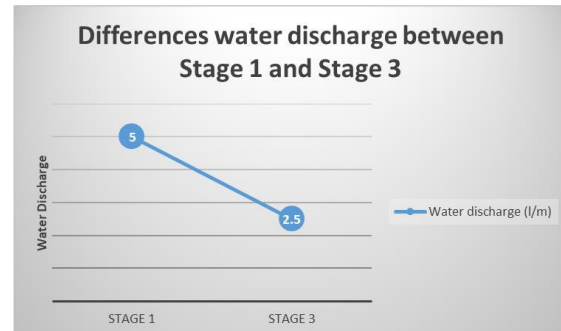 Differences water discharge between
Stage 1 and Stage 3
Water Discharge
5
2.5
Water discharge (l/m)
STAGE 1
STAGE 3